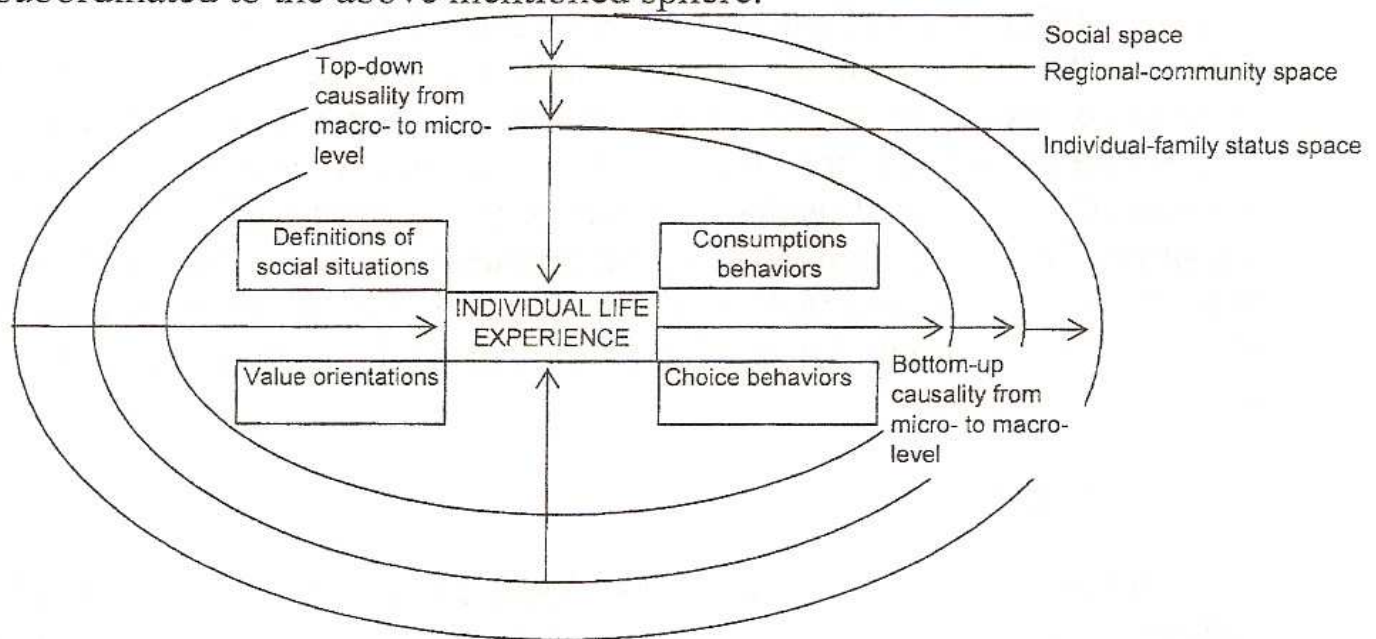 subordinated to the above mentished sphere.
Social space
Regional-community space
Individual-family status space
Top-down
causality from
macro- to micro-
level
Definitions of
social situations
Consumptions
behaviors
INDIVIDUAL LIFE
EXPERIENCE
Value orientations
Choice behaviors
Bottom-up
causality from
micro- to macro-
level